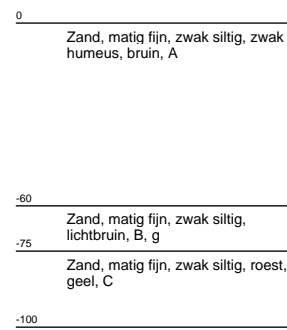 0
Zand, matig fijn, zwak siltig, zwak
humeus, bruin, A
-60
Zand, matig fijn, zwak siltig,
lichtbruin, B, g
-75
Zand, matig fijn, zwak siltig, roest,
geel, C
-100